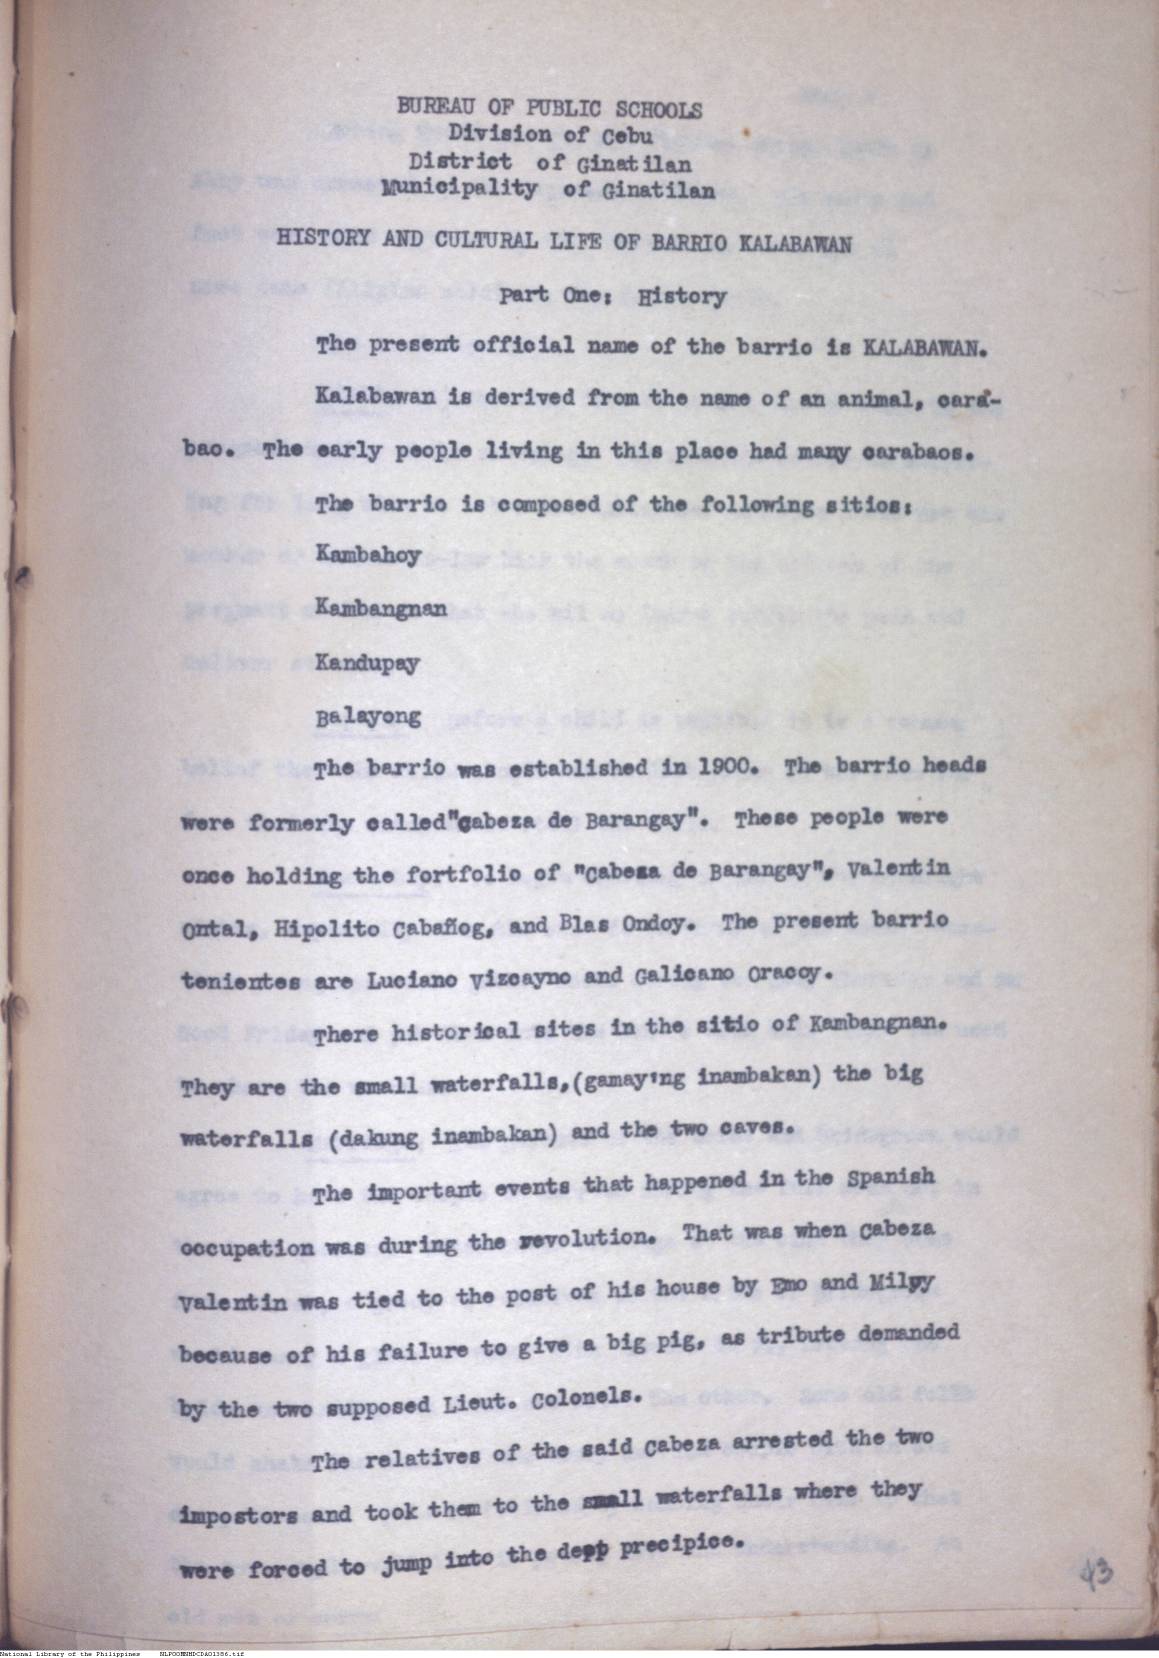 BUREAU OF PUBLIC SCHOOLS
Division of Cebu
District of Ginatilan
Municipality of Ginatilan
HISTORY AND CULTURAL LIFE OF BARRIO KALABAWAN
Part One: History
The present official name of the barrio is KALABAWAN.
Kalabawan is derived from the name of an animal, cara-
bao. The early people living in this place had many carabaos.
The barrio is composed of the following sitios:
Kambahoy
Kambangnan
Kandupay
Balayong
The barrio was established in 1900. The barrio heads
were formerly called"Cabeza de Barangay". These people were
once holding the fortfolio of "Cabeza de Barangay", Valentin
Ontal, Hipolito Cabañog, and Blas Ondoy. The present barrio
tenientes are Luciano Vizcayno and Galicano Oracoy.
There historical sites in the sitio of Kambangnan.
They are the small waterfalls,(gamay'ng inambakan) the big
waterfalls (dakung inambakan) and the two caves.
The important events that happened in the Spanish
occupation was during the revolution. That was when Cabeza
Valentin was tied to the post of his house by Emo and Milpy
because of his failure to give a big pig, as tribute demanded
by the two supposed Lieut. Colonels.
The relatives of the said Cabeza arrested the two
impostors and took them to the small waterfalls where they
were forced to jump into the deep precipice.
43
National Library of the Philippines NLP00MNHDCDA01386.tif